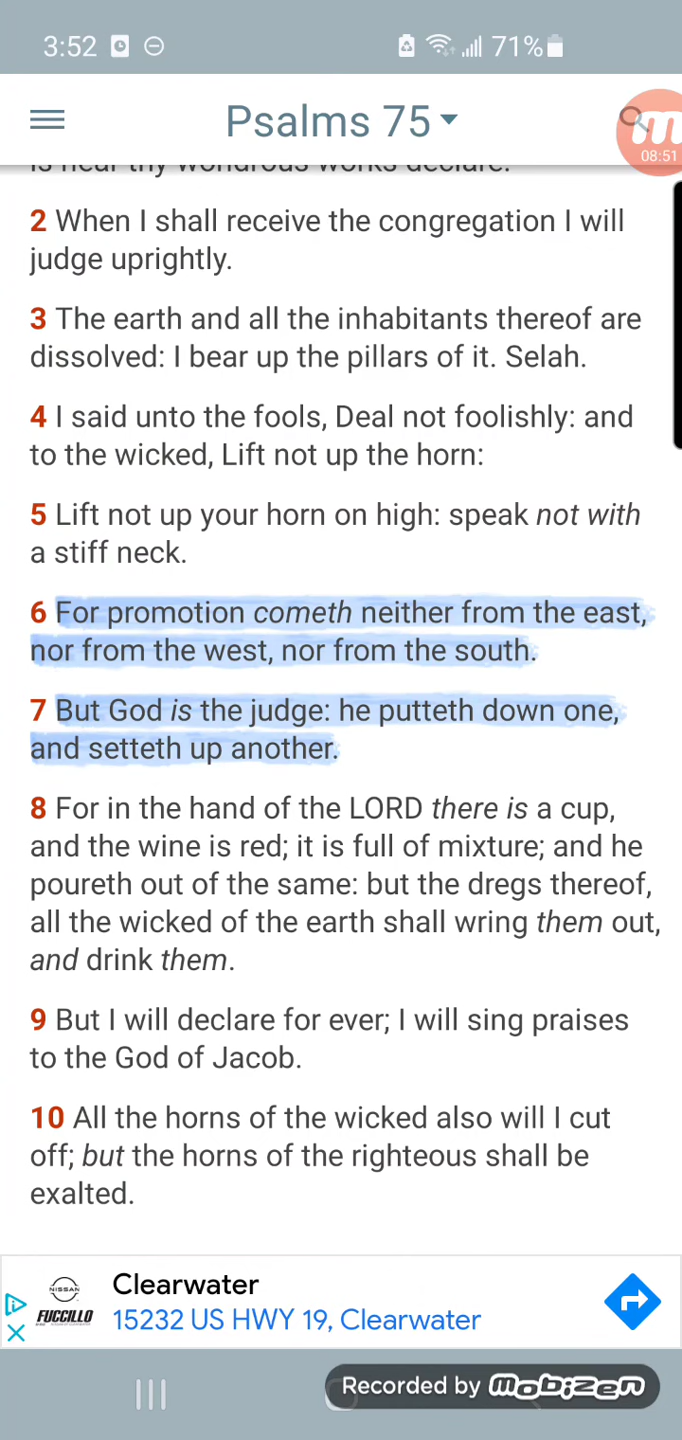 3:52 71%
Psalms 75
08:51
is near thy wondrous works declare.
2 When I shall receive the congregation I will
judge uprightly.
3 The earth and all the inhabitants thereof are
dissolved: I bear up the pillars of it. Selah.
4 I said unto the fools, Deal not foolishly: and
to the wicked, Lift not up the horn:
5 Lift not up your horn on high: speak not with
a stiff neck.
6 For promotion cometh neither from the east,
nor from the west, nor from the south.
7 But God is the judge: he putteth down one,
and setteth up another.
8 For in the hand of the LORD there is a cup,
and the wine is red; it is full of mixture; and he
poureth out of the same: but the dregs thereof,
all the wicked of the earth shall wring them out,
and drink them.
9 But I will declare for ever; I will sing praises
to the God of Jacob.
10 All the horns of the wicked also will I cut
off; but the horns of the righteous shall be
exalted.
NISSAN
FUCCILLO
Clearwater
15232 US HWY 19, Clearwater
Recorded by mobizen